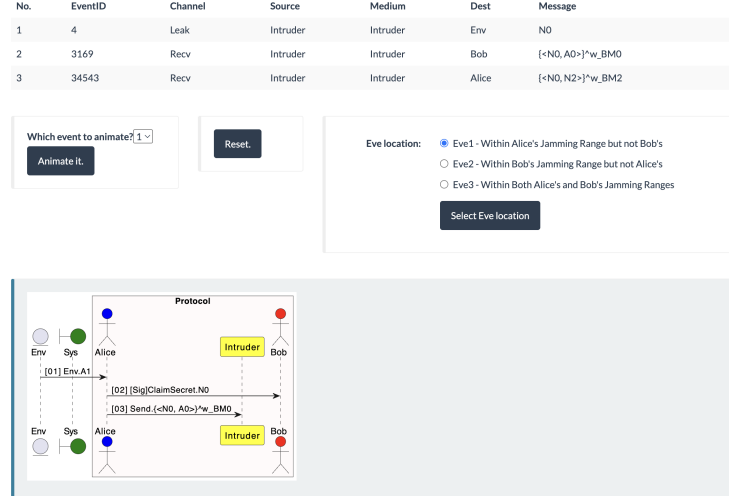 No. EventID Channel Source Medium Dest Message
1 4 Leak Intruder Intruder Env N0
2 3169 Recv Intruder Intruder Bob {<N0, A0>}^w_BM0
3 34543 Recv Intruder Intruder Alice {<N0, N2>}^w_BM2
Which event to animate? 1
Animate it.
Reset.
Eve location:
Eve1 - Within Alice's Jamming Range but not Bob's
Eve2 - Within Bob's Jamming Range but not Alice's
Eve3 - Within Both Alice's and Bob's Jamming Ranges
Select Eve location
Protocol
Env Sys Alice Intruder Bob
[01] Env.A1
[02] [Sig]ClaimSecret.N0
[03] Send.{<N0, A0>}^w_BM0
Env Sys Alice Intruder Bob